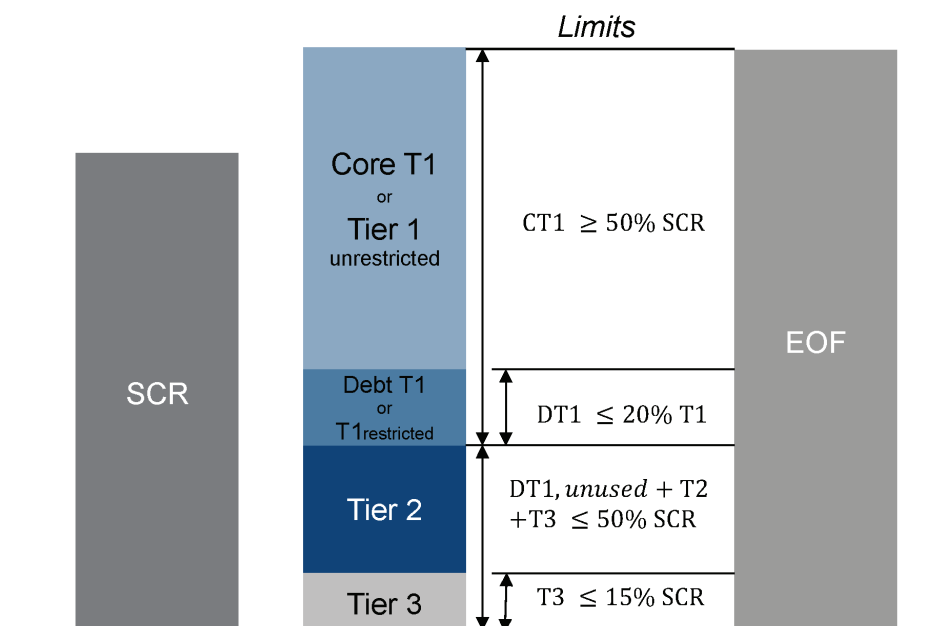 Limits
Core T1
or
Tier 1
unrestricted
CT1 ≥ 50% SCR
EOF
SCR
Debt T1
or
T1restricted
DT1 ≤ 20% T1
Tier 2
DT1, unused + T2
+T3 ≤ 50% SCR
Tier 3
T3 ≤ 15% SCR